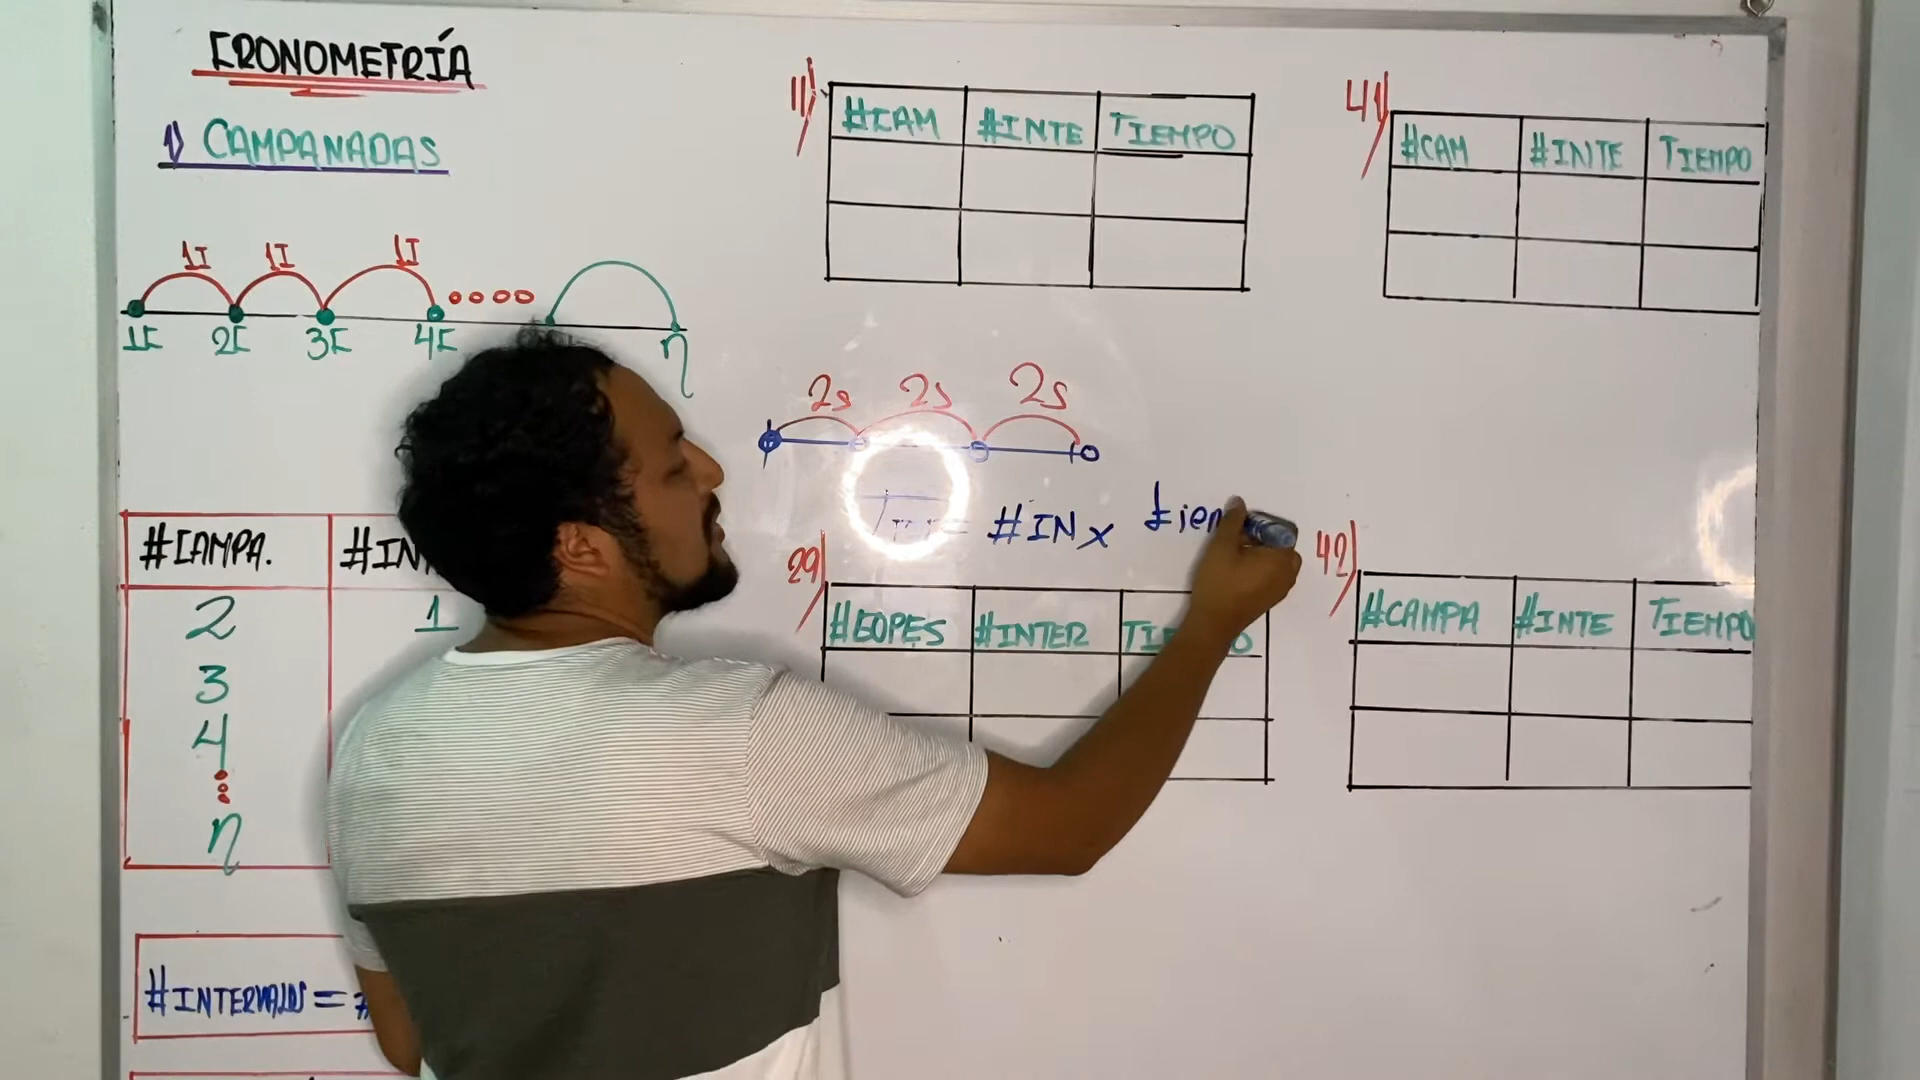 CRONOMETRÍA
1) CAMPANADAS
1I 1I 1I
1C 2C 3C 4C n
#CAMPA.
2 1
3
4
n
#INTERVALOS =
11)
#CAM #INTE TIEMPO
2s 2s 2s
= #IN x
29)
#GOPES #INTER
41)
#CAM #INTE TIEMPO
42)
#CAMPA #INTE TIEMPO